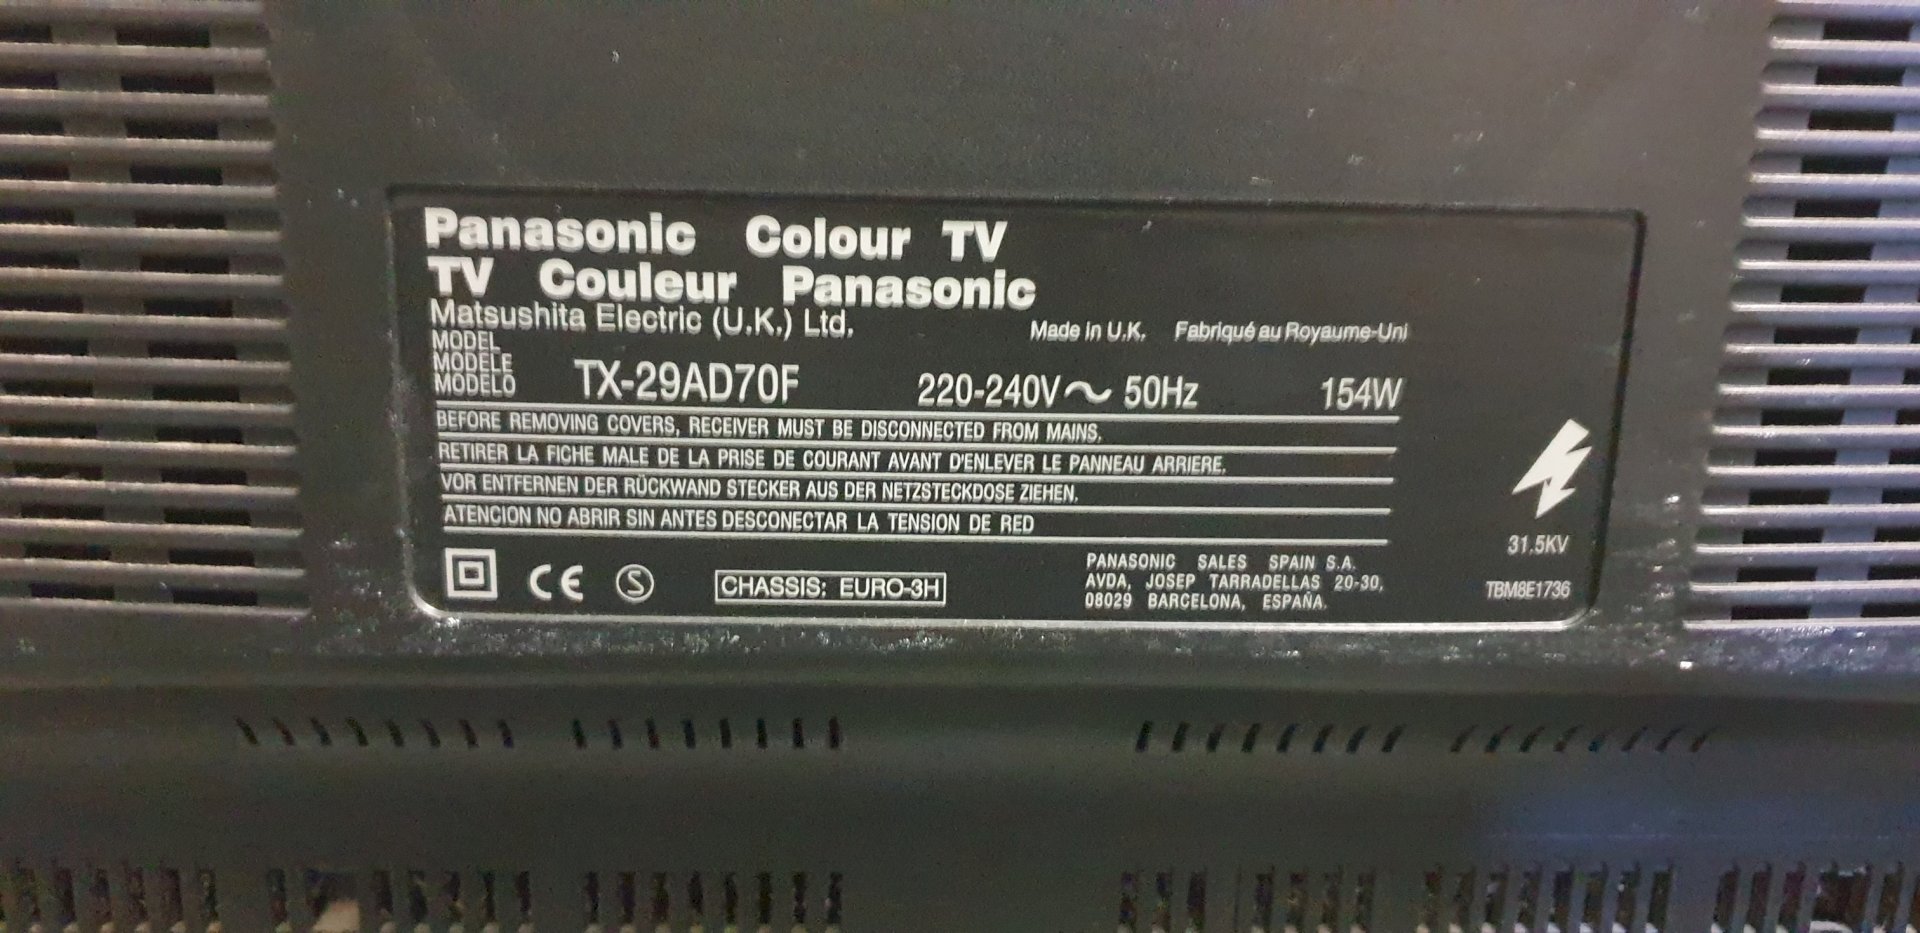 Panasonic Colour TV
TV Couleur Panasonic
Matsushita Electric (U.K.) Ltd. Made in U.K. Fabriqué au Royaume-Uni
MODEL
MODÈLE
MODELO TX-29AD70F 220-240V~ 50Hz 154W
BEFORE REMOVING COVERS, RECEIVER MUST BE DISCONNECTED FROM MAINS.
RETIRER LA FICHE MALE DE LA PRISE DE COURANT AVANT D'ENLEVER LE PANNEAU ARRIERE.
VOR ENTFERNEN DER RÜCKWAND STECKER AUS DER NETZSTECKDOSE ZIEHEN.
ATENCION NO ABRIR SIN ANTES DESCONECTAR LA TENSION DE RED
31.5KV
CE S CHASSIS: EURO-3H
PANASONIC SALES SPAIN S.A.
AVDA, JOSEP TARRADELLAS 20-30,
08029 BARCELONA, ESPAÑA.
TBM8E1736